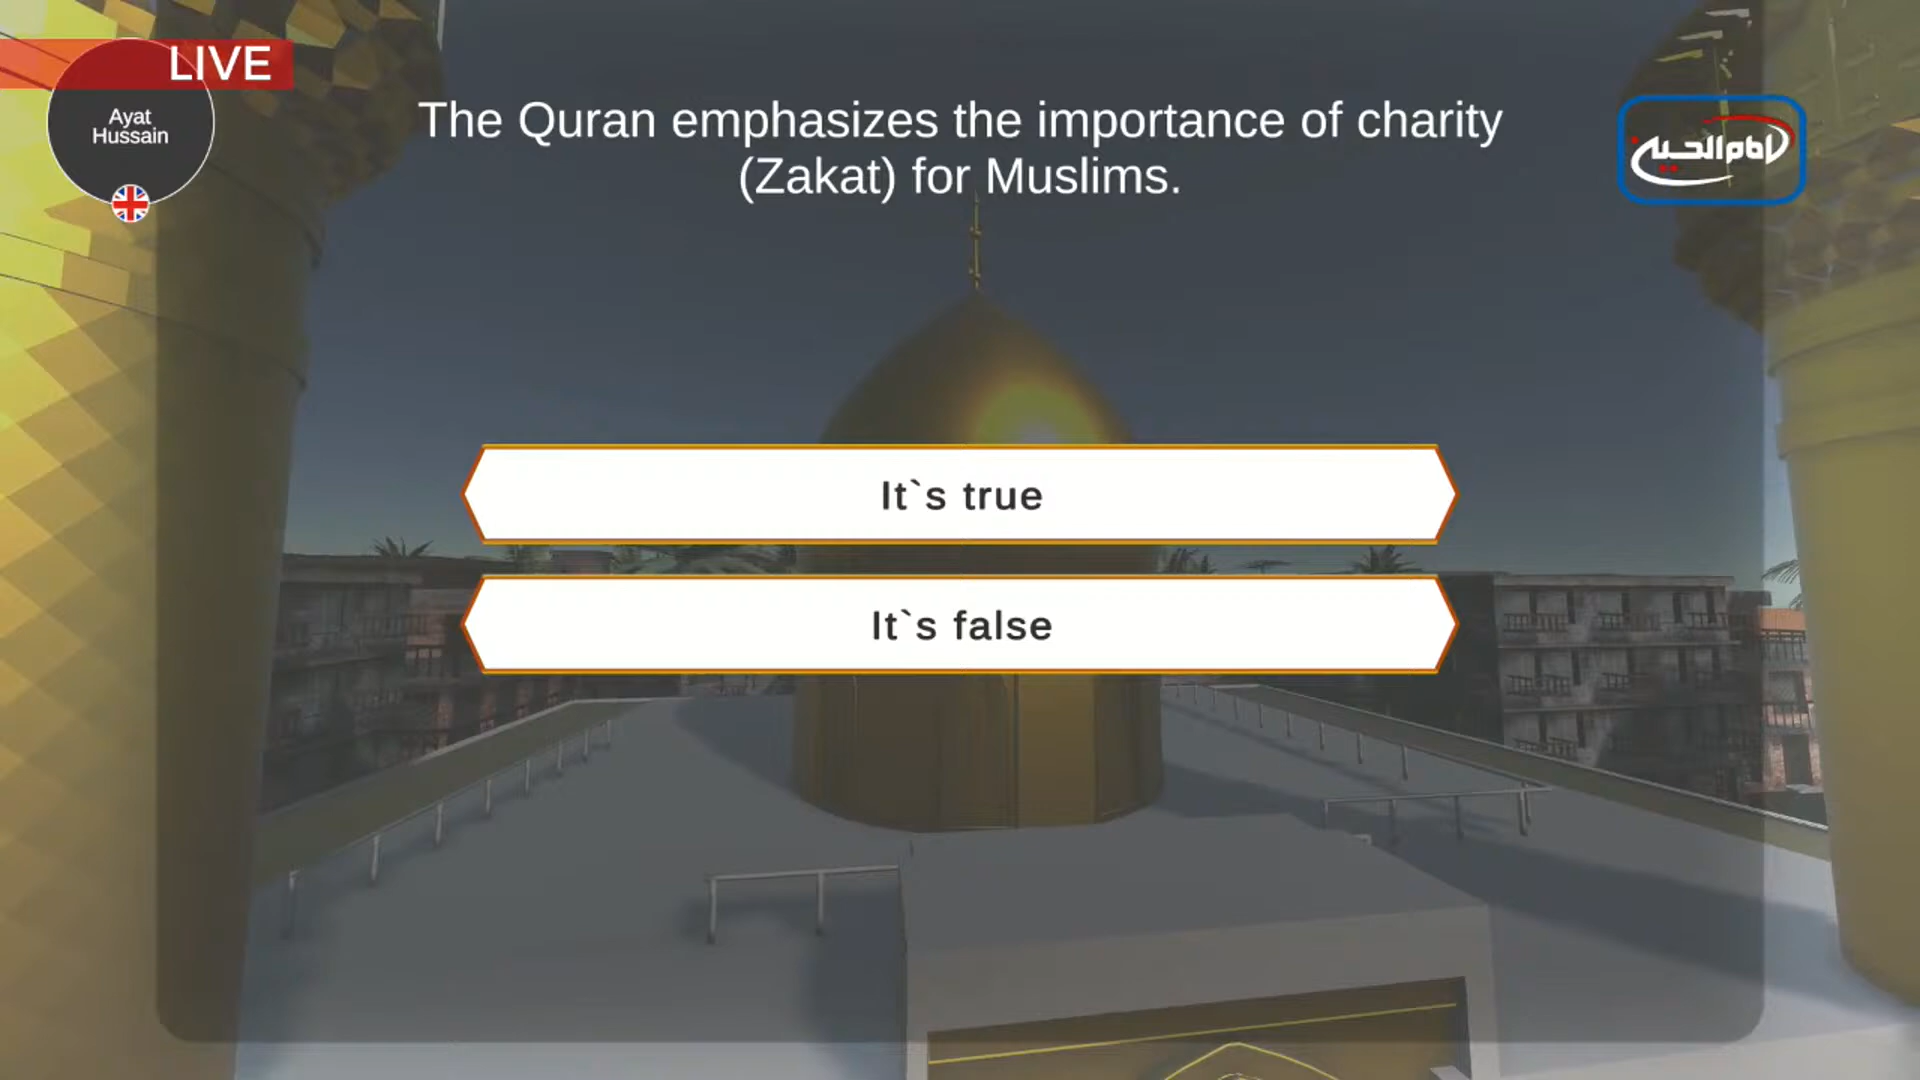 LIVE
Ayat
Hussain
The Quran emphasizes the importance of charity
(Zakat) for Muslims.
It`s true
It`s false